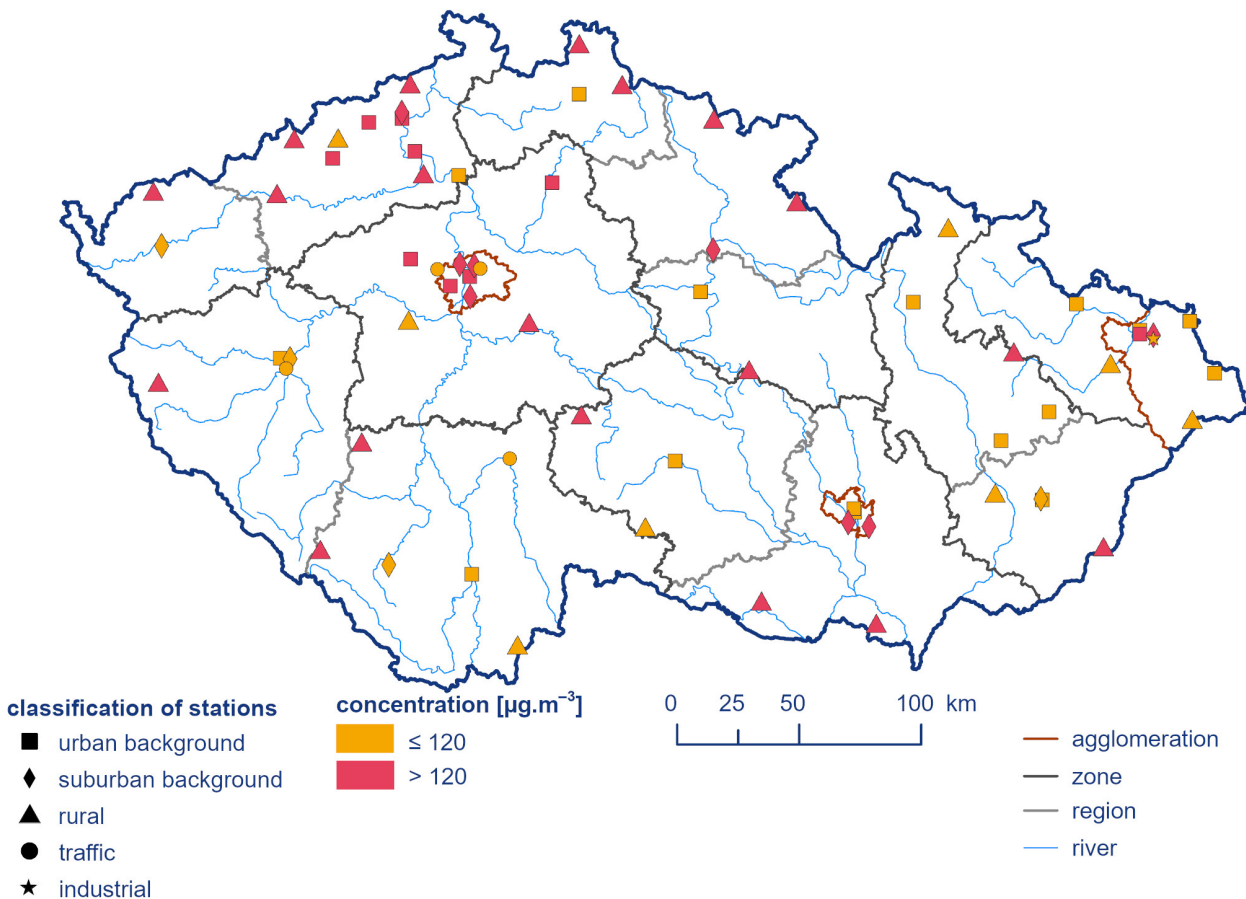 classification of stations
urban background
suburban background
rural
traffic
industrial
concentration [µg.m⁻³]
≤ 120
> 120
0 25 50 100 km
agglomeration
zone
region
river